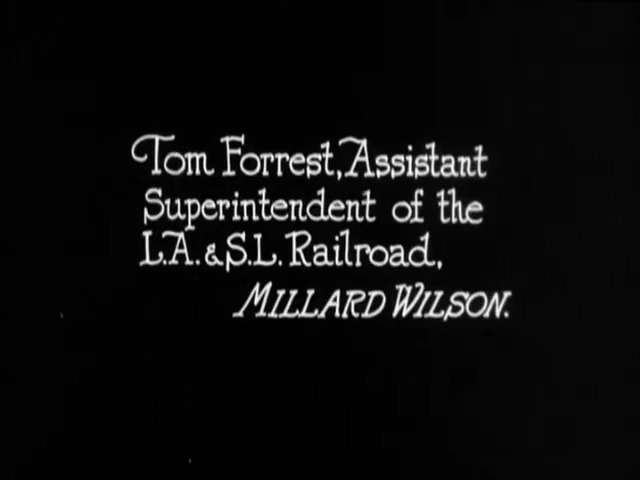 Tom Forrest, Assistant
Superintendent of the
L.A. & S.L. Railroad,
MILLARD WILSON.